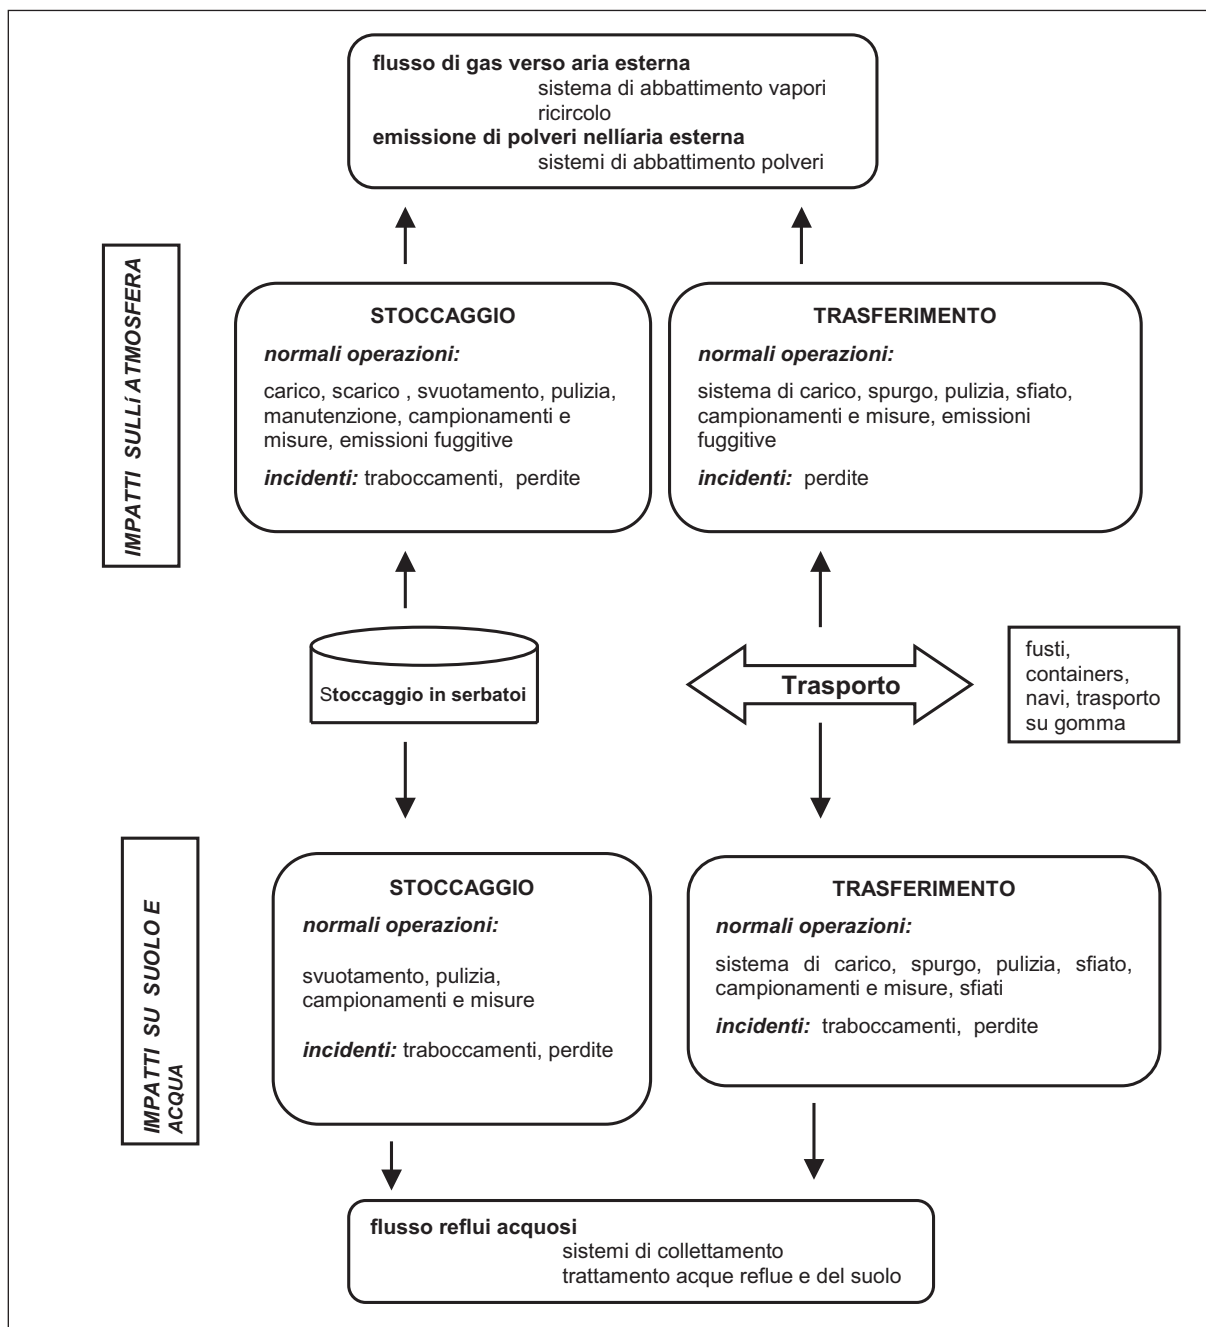 flusso di gas verso aria esterna
sistema di abbattimento vapori
ricircolo
emissione di polveri nellíaria esterna
sistemi di abbattimento polveri
IMPATTI SULLí ATMOSFERA
STOCCAGGIO
normali operazioni:
carico, scarico , svuotamento, pulizia,
manutenzione, campionamenti e
misure, emissioni fuggitive
incidenti: traboccamenti, perdite
TRASFERIMENTO
normali operazioni:
sistema di carico, spurgo, pulizia, sfiato,
campionamenti e misure, emissioni
fuggitive
incidenti: perdite
Stoccaggio in serbatoi
Trasporto
fusti,
containers,
navi, trasporto
su gomma
IMPATTI SU SUOLO E
ACQUA
STOCCAGGIO
normali operazioni:
svuotamento, pulizia,
campionamenti e misure
incidenti: traboccamenti, perdite
TRASFERIMENTO
normali operazioni:
sistema di carico, spurgo, pulizia, sfiato,
campionamenti e misure, sfiati
incidenti: traboccamenti, perdite
flusso reflui acquosi
sistemi di collettamento
trattamento acque reflue e del suolo